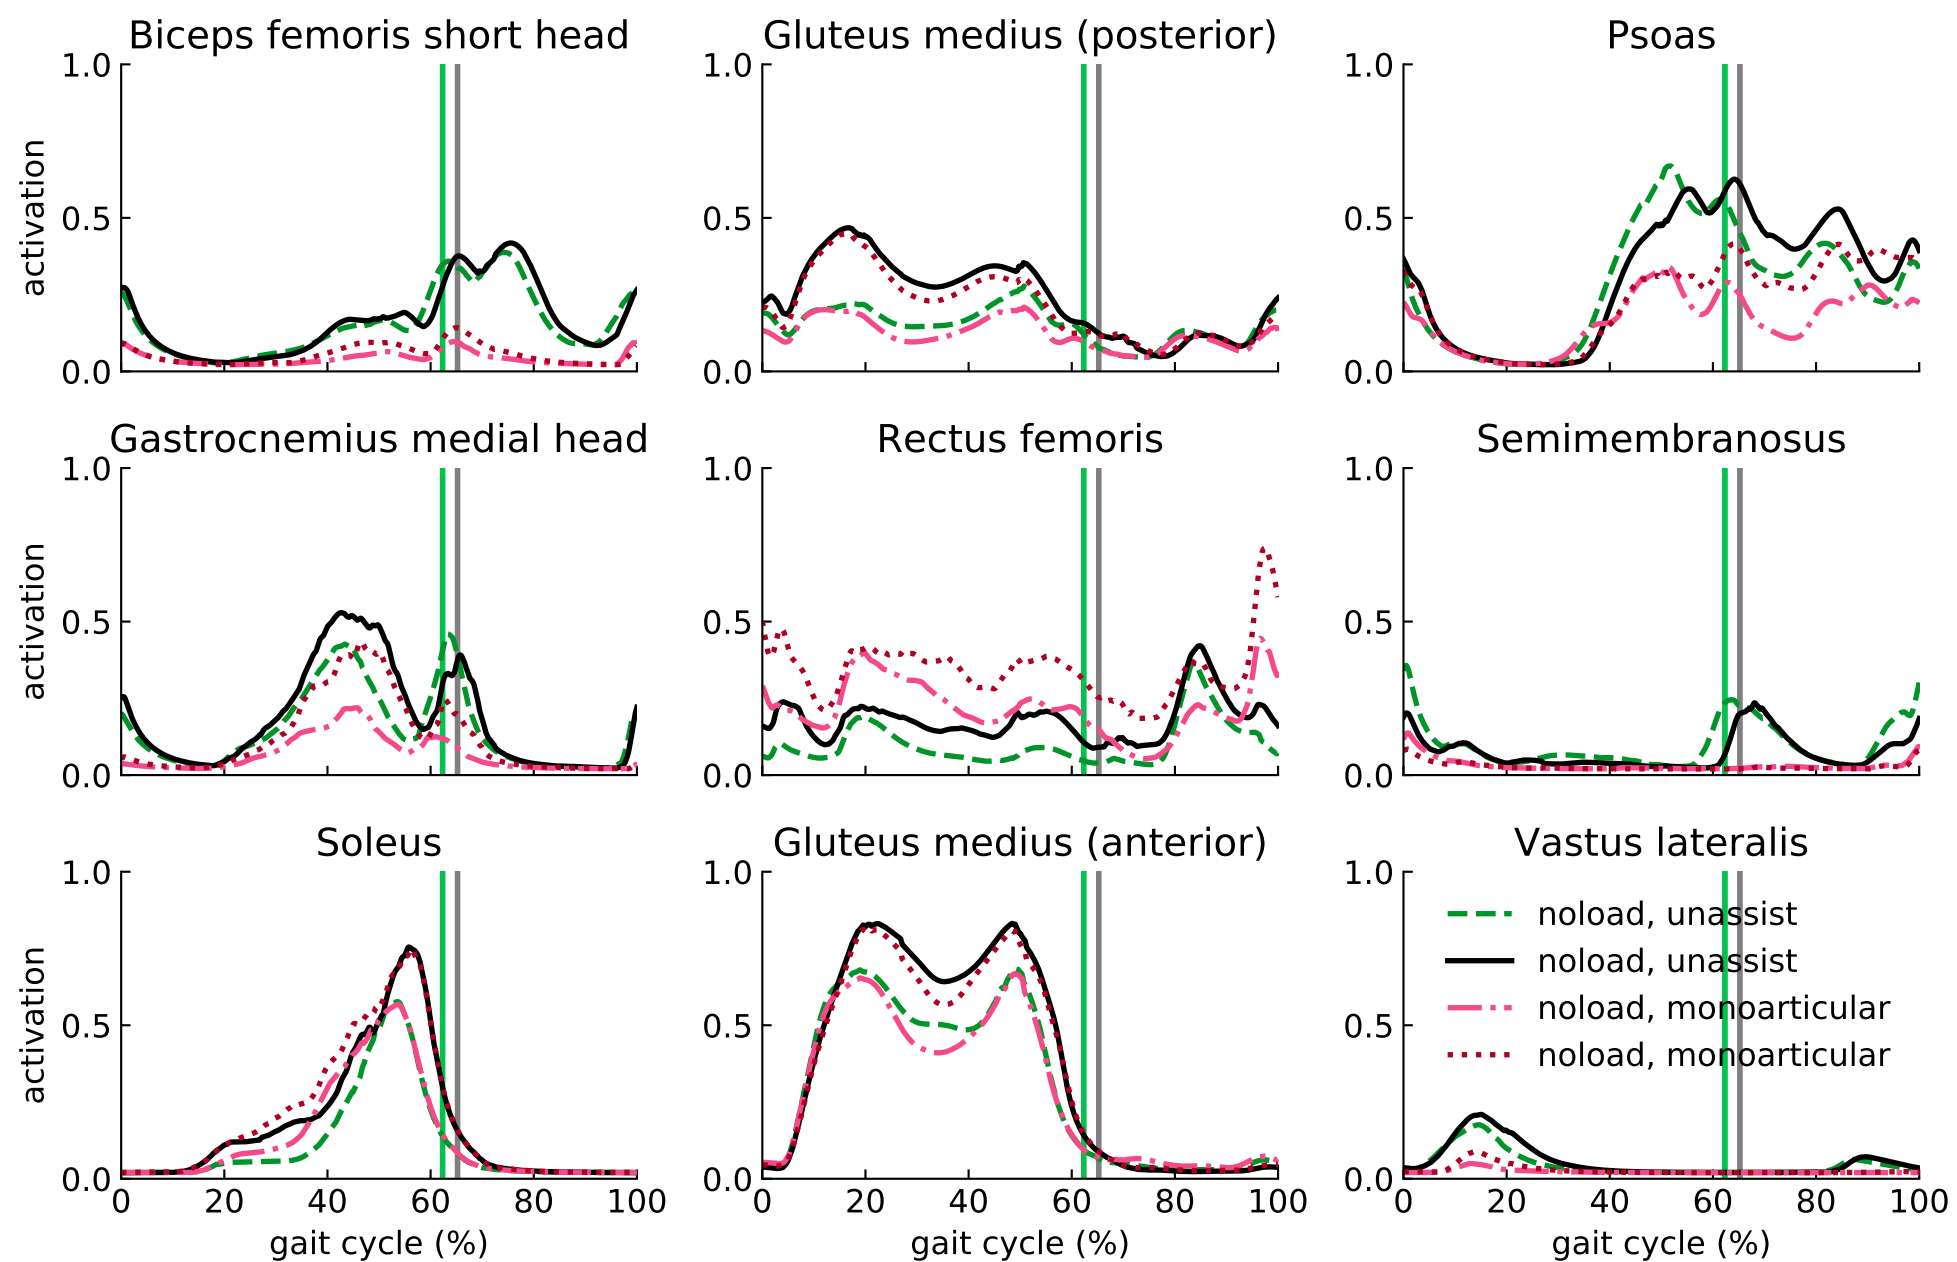 Biceps femoris short head
Gluteus medius (posterior)
Psoas
1.0
0.5
0.0
activation
1.0
0.5
0.0
1.0
0.5
0.0
Gastrocnemius medial head
Rectus femoris
Semimembranosus
1.0
0.5
0.0
activation
1.0
0.5
0.0
1.0
0.5
0.0
Soleus
Gluteus medius (anterior)
Vastus lateralis
1.0
0.5
0.0
activation
0 20 40 60 80 100
gait cycle (%)
1.0
0.5
0.0
0 20 40 60 80 100
gait cycle (%)
1.0
0.5
0.0
noload, unassist
noload, unassist
noload, monoarticular
noload, monoarticular
0 20 40 60 80 100
gait cycle (%)